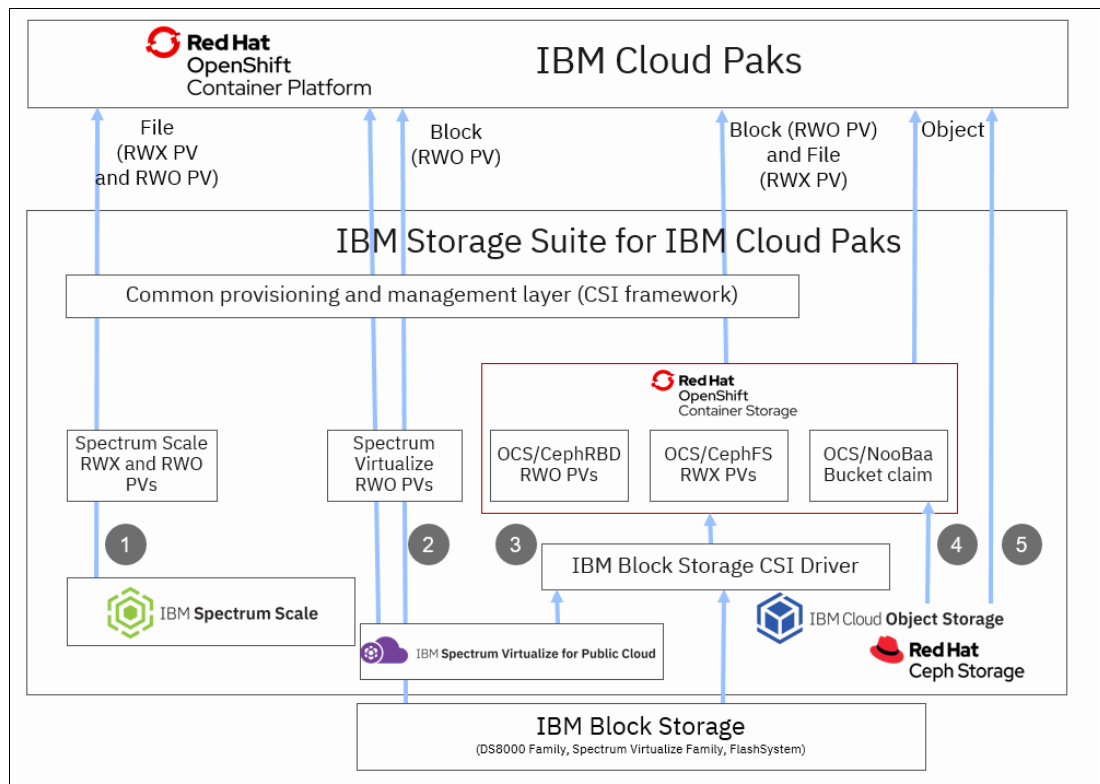 Red Hat
OpenShift
Container Platform
IBM Cloud Paks
File
(RWX PV
and RWO PV)
Block
(RWO PV)
Block (RWO PV)
and File
(RWX PV)
Object
IBM Storage Suite for IBM Cloud Paks
Common provisioning and management layer (CSI framework)
Red Hat
OpenShift
Container Storage
Spectrum Scale
RWX and RWO
PVs
Spectrum
Virtualize
RWO PVs
OCS/CephRBD
RWO PVs
OCS/CephFS
RWX PVs
OCS/NooBaa
Bucket claim
1
2
3
4
5
IBM Block Storage CSI Driver
IBM Spectrum Scale
IBM Cloud Object Storage
IBM Spectrum Virtualize for Public Cloud
Red Hat
Ceph Storage
IBM Block Storage
(DS8000 Family, Spectrum Virtualize Family, FlashSystem)